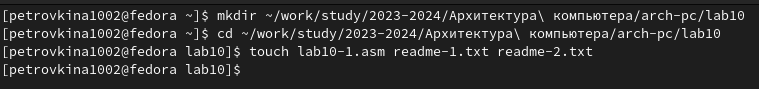 [petrovkina1002@fedora ~]$ mkdir ~/work/study/2023-2024/Архитектура\ компьютера/arch-pc/lab10
[petrovkina1002@fedora ~]$ cd ~/work/study/2023-2024/Архитектура\ компьютера/arch-pc/lab10
[petrovkina1002@fedora lab10]$ touch lab10-1.asm readme-1.txt readme-2.txt
[petrovkina1002@fedora lab10]$